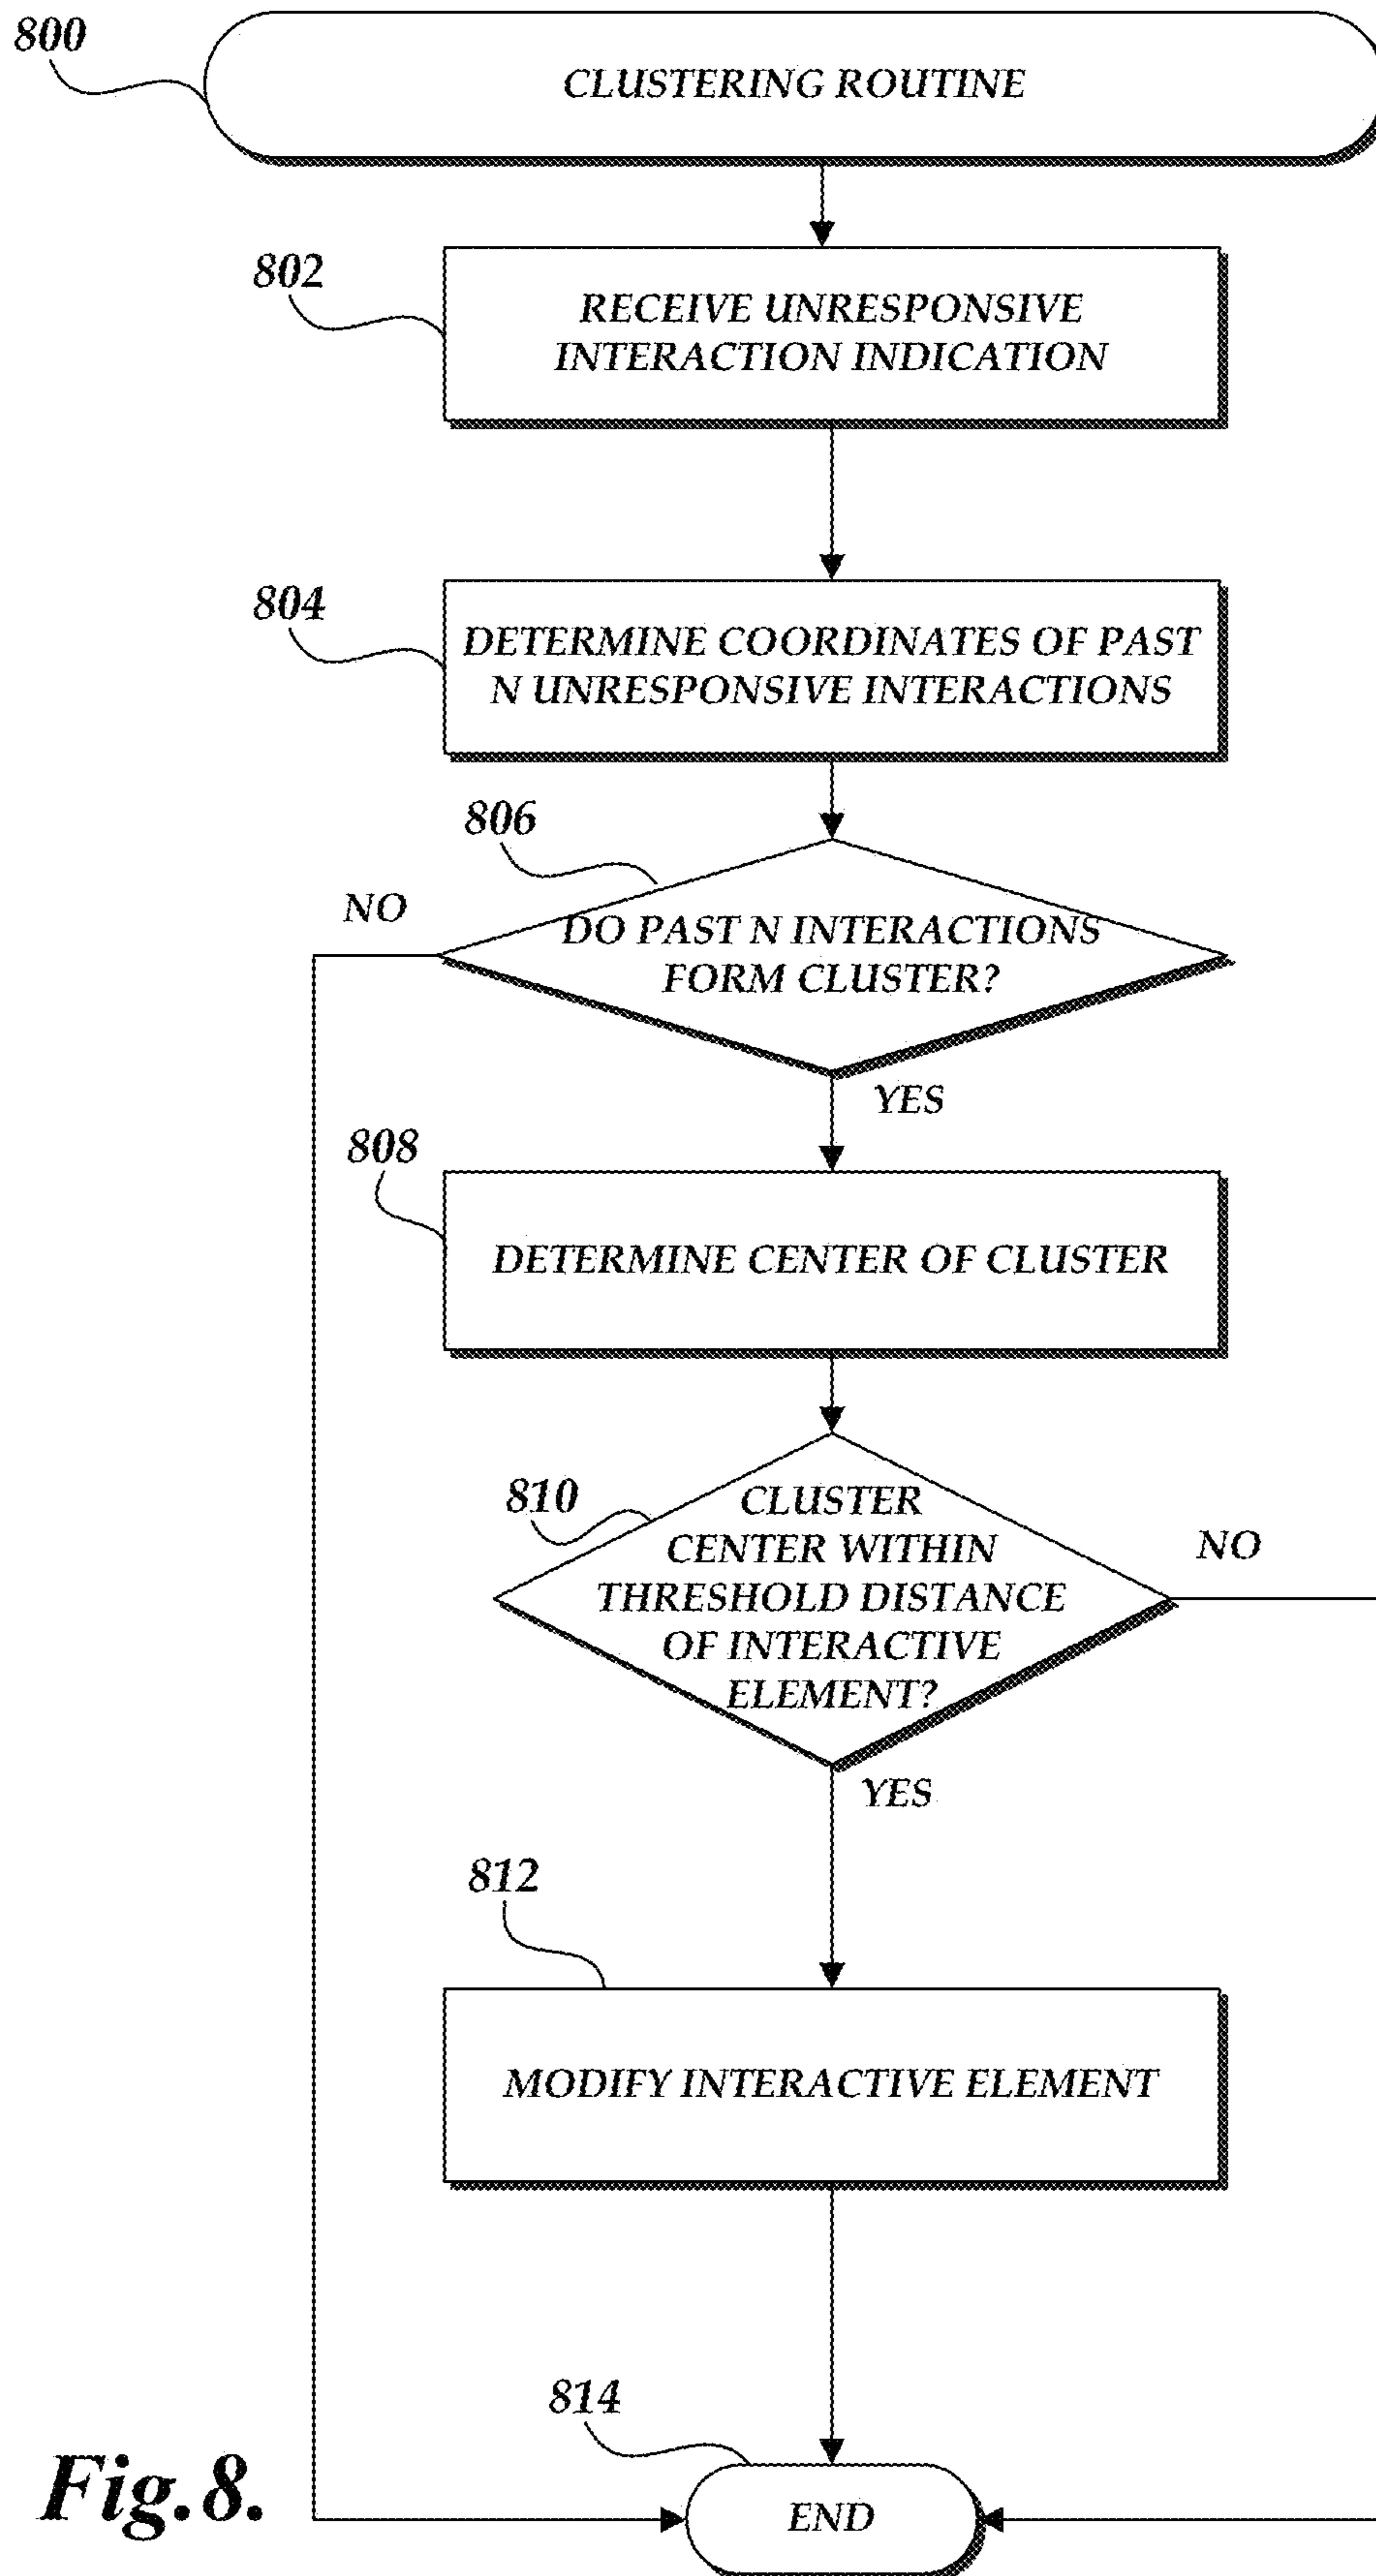 800
CLUSTERING ROUTINE
802
RECEIVE UNRESPONSIVE
INTERACTION INDICATION
804
DETERMINE COORDINATES OF PAST
N UNRESPONSIVE INTERACTIONS
806
NO
DO PAST N INTERACTIONS
FORM CLUSTER?
YES
808
DETERMINE CENTER OF CLUSTER
810
CLUSTER
CENTER WITHIN
THRESHOLD DISTANCE
OF INTERACTIVE
ELEMENT?
NO
YES
812
MODIFY INTERACTIVE ELEMENT
814
END
Fig.8.